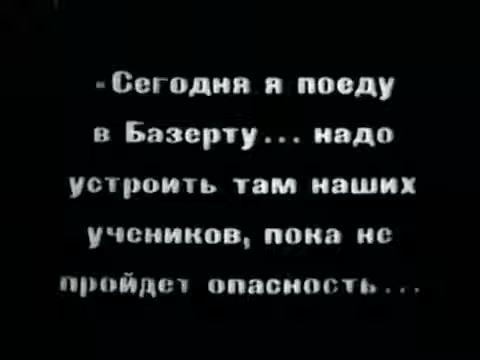 - Сегодня я поеду
в Базерту... надо
устроить там наших
учеников, пока не
пройдет опасность...